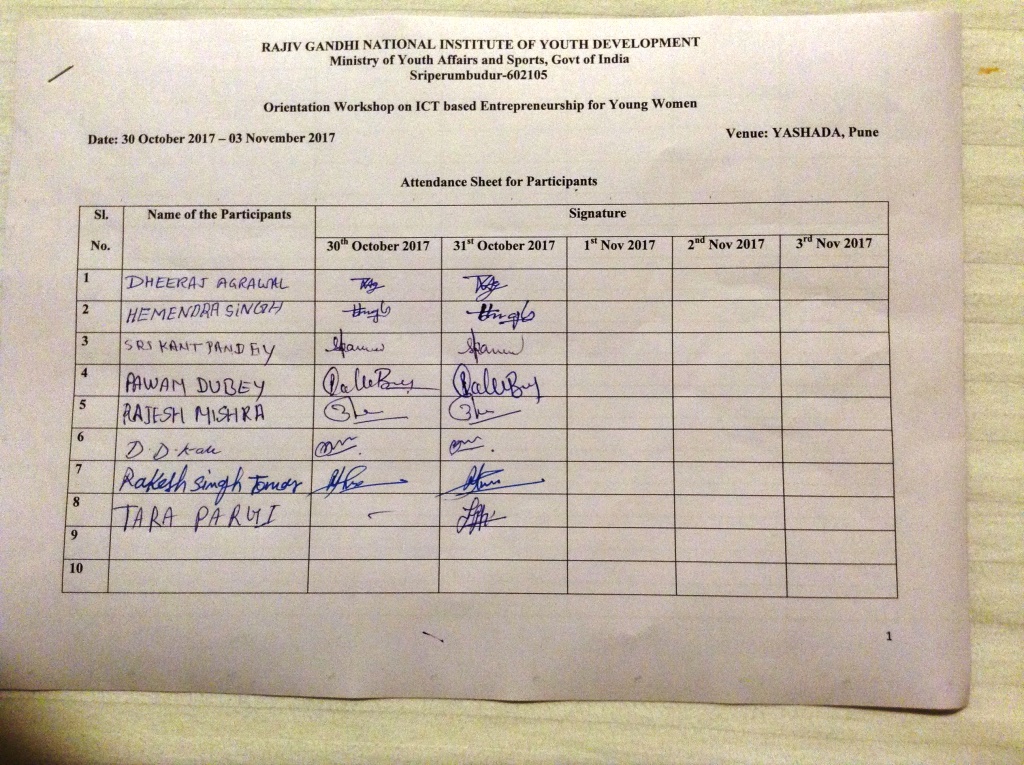 RAJIV GANDHI NATIONAL INSTITUTE OF YOUTH DEVELOPMENT
Ministry of Youth Affairs and Sports, Govt of India
Sriperumbudur-602105
Orientation Workshop on ICT based Entrepreneurship for Young Women
Date: 30 October 2017 – 03 November 2017 Venue: YASHADA, Pune
Attendance Sheet for Participants
Sl. No. Name of the Participants Signature
30th October 2017 31st October 2017 1st Nov 2017 2nd Nov 2017 3rd Nov 2017
1 DHEERAJ AGRAWAL
2 HEMENDRA SINGH
3 SRIKANT PANDEY
4 PAWAN DUBEY
5 RAJESH MISHRA
6 D.D.
7 Rakesh Singh Tomar
8 TARA
9
10
1